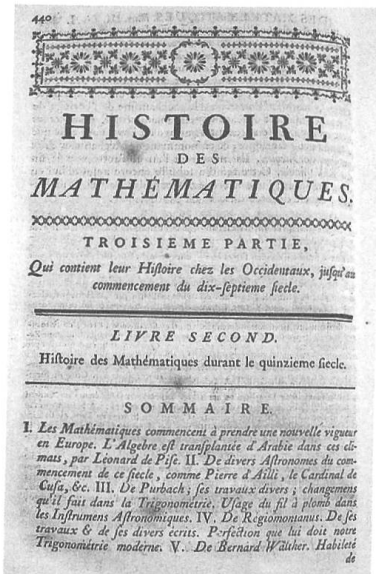 440
HISTOIRE
DES
MATHÉMATIQUES.
TROISIEME PARTIE,
Qui contient leur Histoire chez les Occidentaux, jusqu'au
commencement du dix-septieme siecle.
LIVRE SECOND.
Histoire des Mathématiques durant le quinzieme siecle.
SOMMAIRE.
I. Les Mathématiques commencent à prendre une nouvelle vigueur
en Europe. L'Algebre est transplantée d'Arabie dans ces cli-
mats, par Léonard de Pise. II. De divers Astronomes du com-
mencement de ce siecle, comme Pierre d'Ailli, le Cardinal de
Cusa, &c. III. De Purbach; ses travaux divers; changemens
qu'il fait dans la Trigonométrie. Usage du fil à plomb dans
les Instrumens Astronomiques. IV. De Régiomontanus. De ses
travaux & de ses divers écrits. Perfection que lui doit notre
Trigonométrie moderne. V. De Bernard Walther. Habileté
de